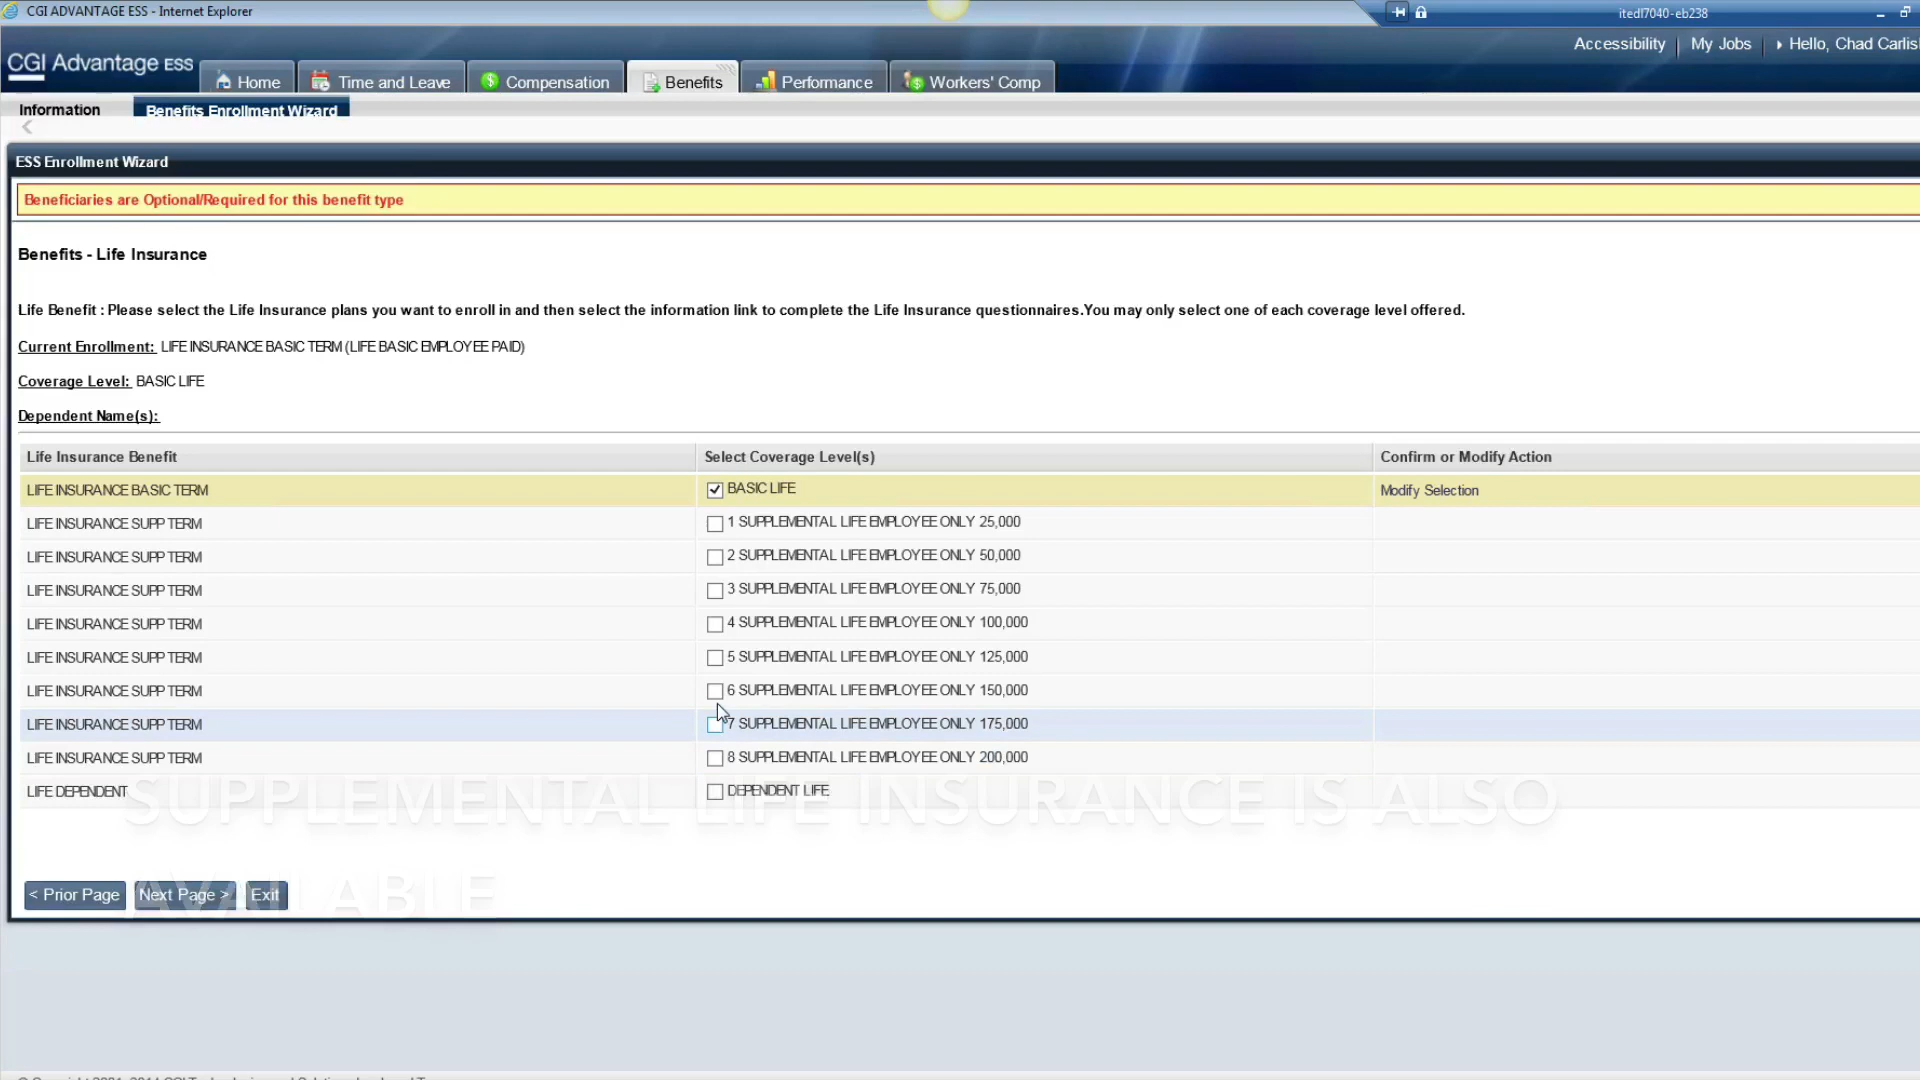 CGI ADVANTAGE ESS - Internet Explorer
itedl7040-eb238
Accessibility My Jobs Hello, Chad Carlis
CGI Advantage ESS
Home Time and Leave Compensation Benefits Performance Workers' Comp
Information Benefits Enrollment Wizard
ESS Enrollment Wizard
Beneficiaries are Optional/Required for this benefit type
Benefits - Life Insurance
Life Benefit : Please select the Life Insurance plans you want to enroll in and then select the information link to complete the Life Insurance questionnaires.You may only select one of each coverage level offered.
Current Enrollment: LIFE INSURANCE BASIC TERM (LIFE BASIC EMPLOYEE PAID)
Coverage Level: BASIC LIFE
Dependent Name(s):
Life Insurance Benefit Select Coverage Level(s) Confirm or Modify Action
LIFE INSURANCE BASIC TERM BASIC LIFE Modify Selection
LIFE INSURANCE SUPP TERM 1 SUPPLEMENTAL LIFE EMPLOYEE ONLY 25,000
LIFE INSURANCE SUPP TERM 2 SUPPLEMENTAL LIFE EMPLOYEE ONLY 50,000
LIFE INSURANCE SUPP TERM 3 SUPPLEMENTAL LIFE EMPLOYEE ONLY 75,000
LIFE INSURANCE SUPP TERM 4 SUPPLEMENTAL LIFE EMPLOYEE ONLY 100,000
LIFE INSURANCE SUPP TERM 5 SUPPLEMENTAL LIFE EMPLOYEE ONLY 125,000
LIFE INSURANCE SUPP TERM 6 SUPPLEMENTAL LIFE EMPLOYEE ONLY 150,000
LIFE INSURANCE SUPP TERM 7 SUPPLEMENTAL LIFE EMPLOYEE ONLY 175,000
LIFE INSURANCE SUPP TERM 8 SUPPLEMENTAL LIFE EMPLOYEE ONLY 200,000
LIFE DEPENDENT DEPENDENT LIFE
SUPPLEMENTAL LIFE INSURANCE IS ALSO
AVAILABLE
< Prior Page Next Page > Exit